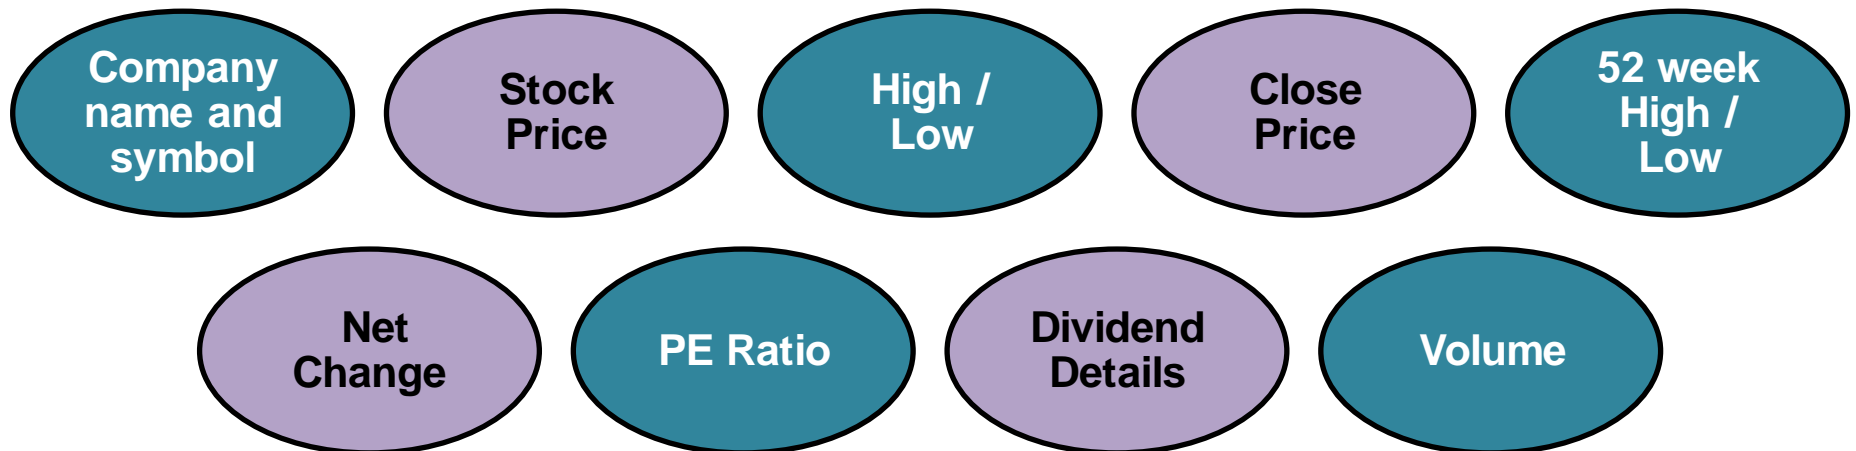 Company
name and
symbol
Stock
Price
High /
Low
Close
Price
52 week
High /
Low
Net
Change
PE Ratio
Dividend
Details
Volume